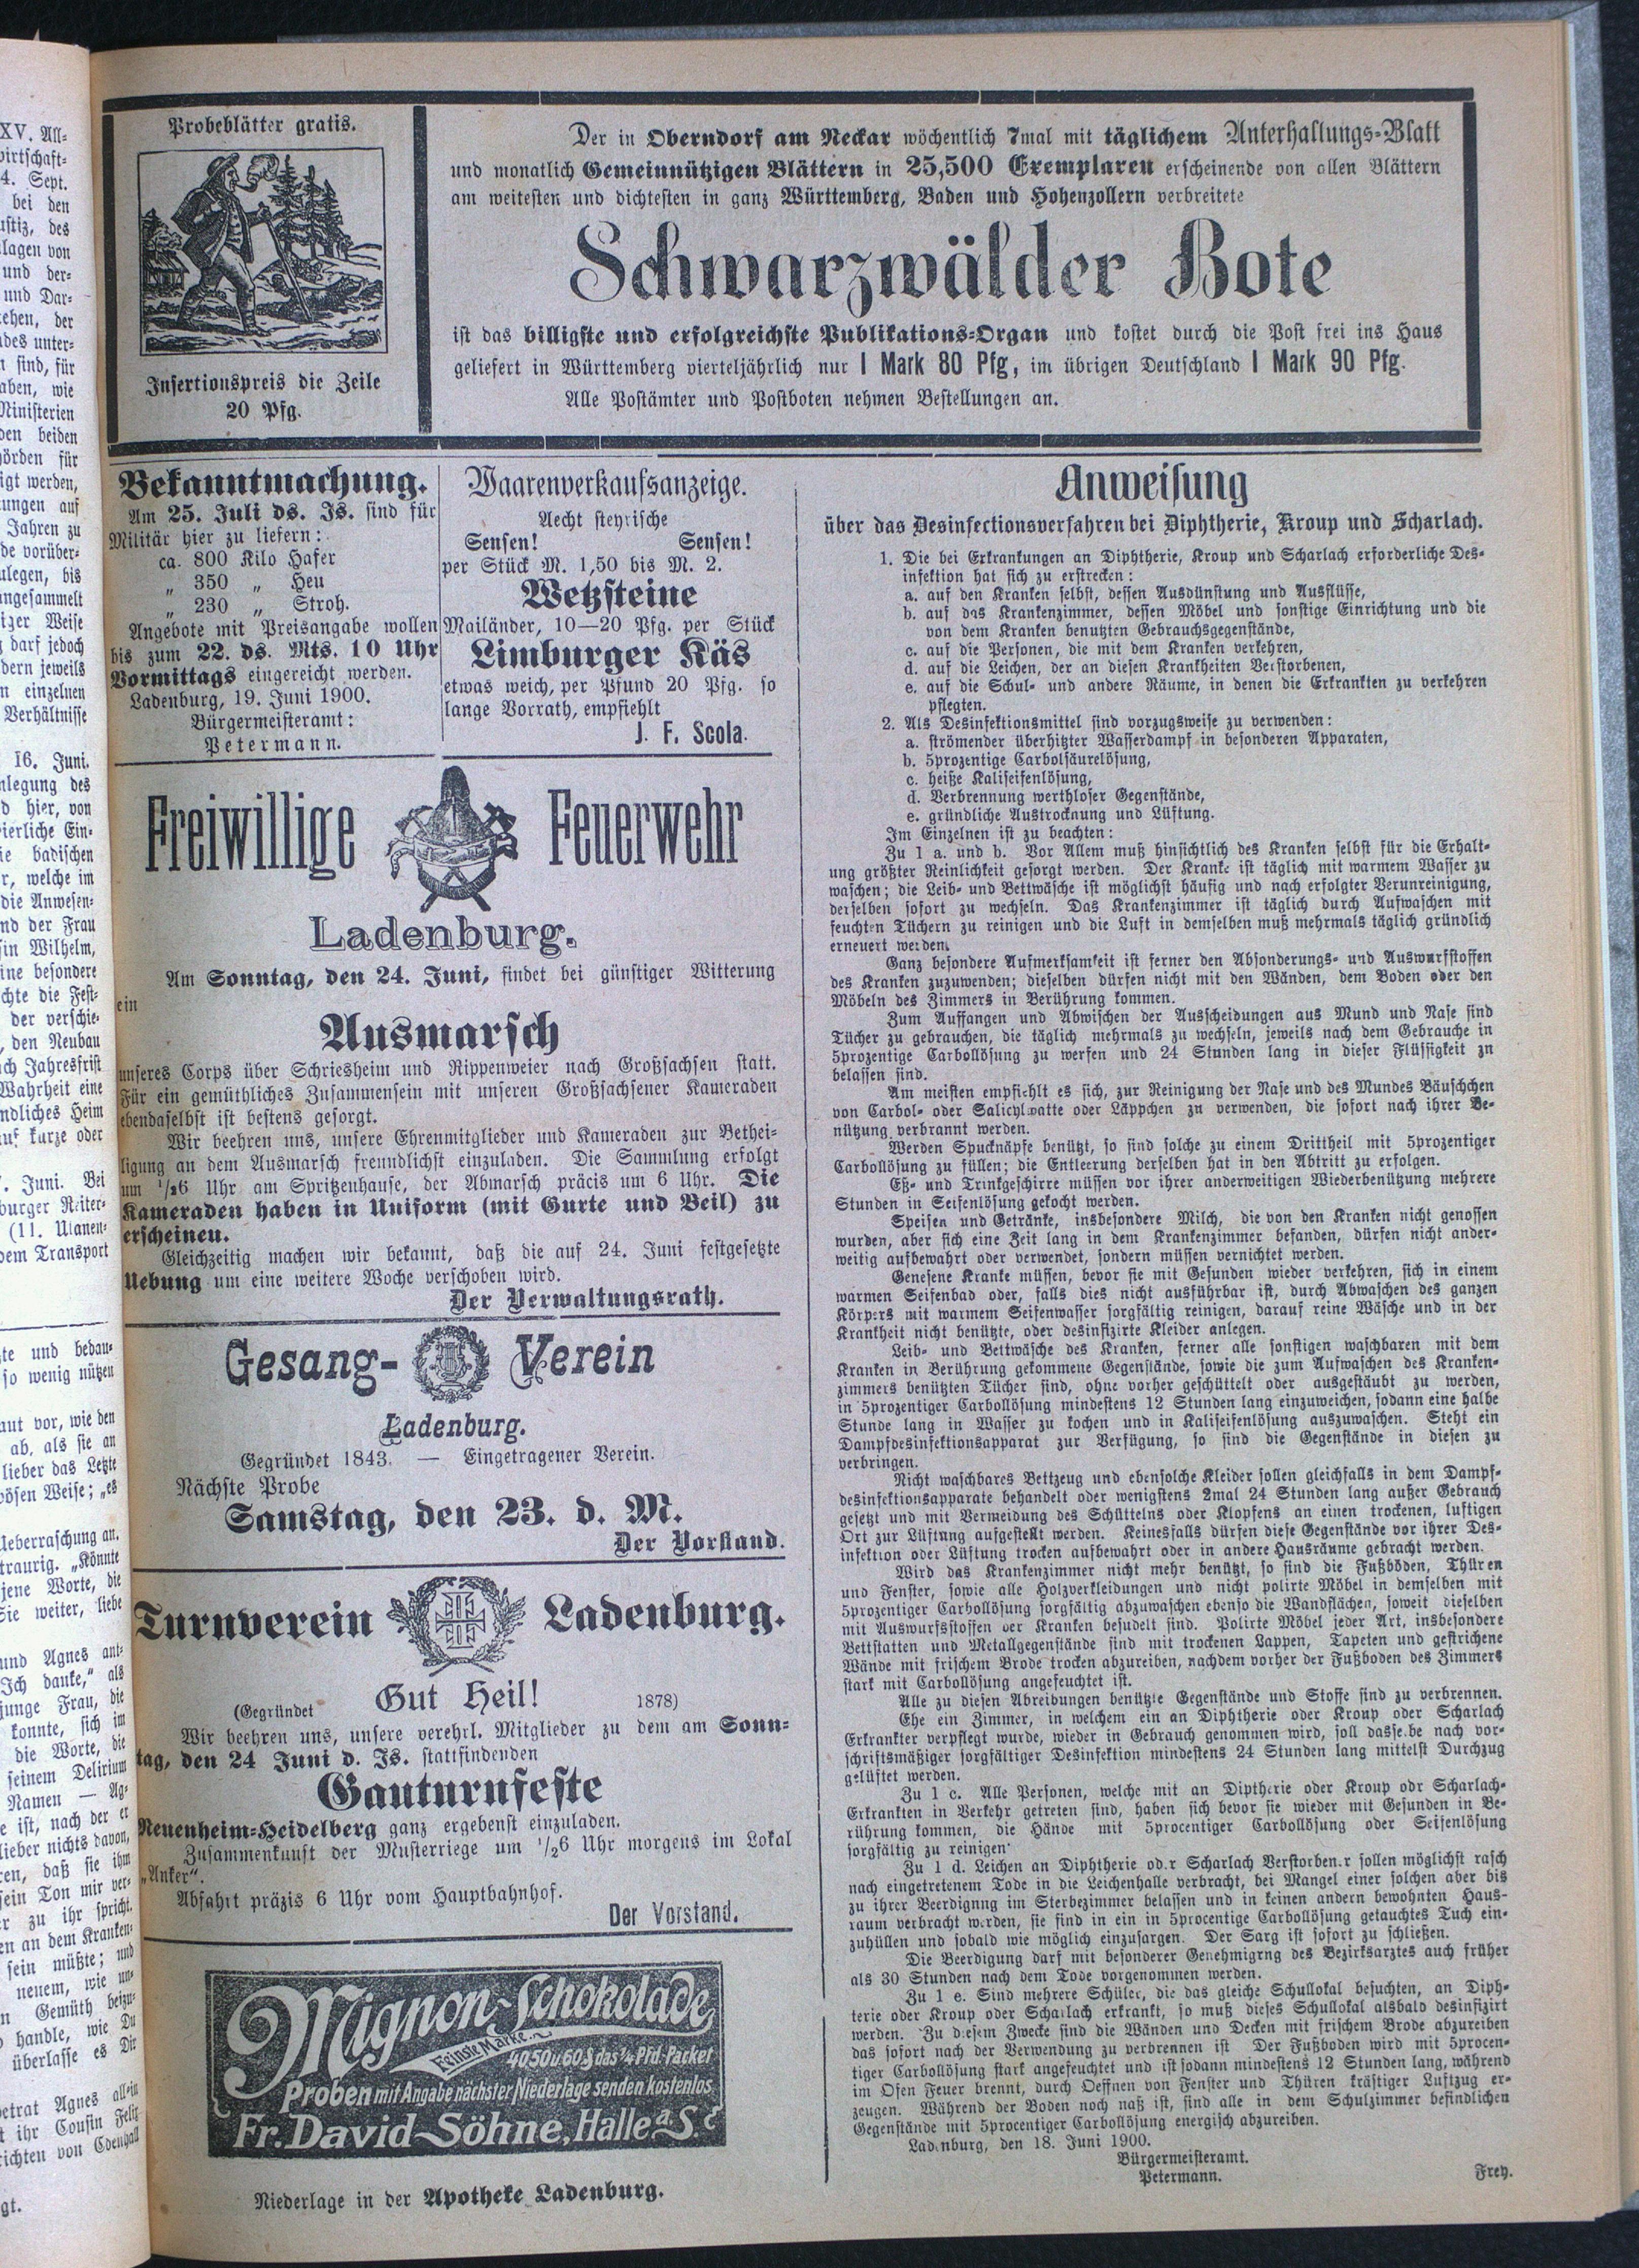 Probeblätter gratis.
Insertionspreis die Zeile
20 Pfg.
Der in Oberndorf am Neckar wöchentlich 7mal mit täglichem Unterhaltungs-Blatt
und monatlich Gemeinnützigen Blättern in 25,500 Exemplaren erscheinende von allen Blättern
am weitesten und dichtesten in ganz Württemberg, Baden und Hohenzollern verbreitete
Schwarzwälder Bote
ist das billigste und erfolgreichste Publikations-Organ und kostet durch die Post frei ins Haus
geliefert in Württemberg vierteljährlich nur 1 Mark 80 Pfg, im übrigen Deutschland 1 Mark 90 Pfg.
Alle Postämter und Postboten nehmen Bestellungen an.
Bekanntmachung.
Am 25. Juli ds. Js. sind für
Militär hier zu liefern:
ca. 800 Kilo Hafer
„ 350 „ Heu
„ 230 „ Stroh.
Angebote mit Preisangabe wollen
bis zum 22. ds. Mts. 10 Uhr
Vormittags eingereicht werden.
Ladenburg, 19. Juni 1900.
Bürgermeisteramt:
Petermann.
Waarenverkaufsanzeige.
Aecht steyrische
Sensen! Sensen!
per Stück M. 1,50 bis M. 2.
Wetzsteine
Mailänder, 10—20 Pfg. per Stück
Limburger Käs
etwas weich, per Pfund 20 Pfg. so
lange Vorrath, empfiehlt
J. F. Scola.
Freiwillige Feuerwehr
Ladenburg.
Am Sonntag, den 24. Juni, findet bei günstiger Witterung
ein
Ausmarsch
unseres Corps über Schriesheim und Rippenweier nach Großsachsen statt.
Für ein gemüthliches Zusammensein mit unseren Großsachsener Kameraden
ebendaselbst ist bestens gesorgt.
Wir beehren uns, unsere Ehrenmitglieder und Kameraden zur Bethei-
ligung an dem Ausmarsch freundlichst einzuladen. Die Sammlung erfolgt
um ½6 Uhr am Spritzenhause, der Abmarsch präcis um 6 Uhr. Die
Kameraden haben in Uniform (mit Gurte und Beil) zu
erscheinen.
Gleichzeitig machen wir bekannt, daß die auf 24. Juni festgesetzte
Uebung um eine weitere Woche verschoben wird.
Der Verwaltungsrath.
Gesang- Verein
Ladenburg.
Gegründet 1843. — Eingetragener Verein.
Nächste Probe
Samstag, den 23. d. M.
Der Vorstand.
Turnverein Ladenburg.
(Gegründet Gut Heil! 1878)
Wir beehren uns, unsere verehrl. Mitglieder zu dem am Sonn-
tag, den 24 Juni d. Js. stattfindenden
Gauturnfeste
Neuenheim-Heidelberg ganz ergebenst einzuladen.
Zusammenkunft der Musterriege um ½6 Uhr morgens im Lokal
„Anker“.
Abfahrt präzis 6 Uhr vom Hauptbahnhof.
Der Vorstand.
Mignon-Schokolade
Feinste Marke.
40 50 u 60 ₰ das ¼ Pfd-Packet
Proben mit Angabe nächster Niederlage senden kostenlos
Fr. David Söhne, Halle a. S.
Niederlage in der Apotheke Ladenburg.
Anweisung
über das Desinfectionsverfahren bei Diphtherie, Kroup und Scharlach.
1. Die bei Erkrankungen an Diphtherie, Kroup und Scharlach erforderliche Des-
infektion hat sich zu erstrecken:
a. auf den Kranken selbst, dessen Ausdünstung und Ausflüsse,
b. auf das Krankenzimmer, dessen Möbel und sonstige Einrichtung und die
von dem Kranken benutzten Gebrauchsgegenstände,
c. auf die Personen, die mit dem Kranken verkehren,
d. auf die Leichen, der an diesen Krankheiten Verstorbenen,
e. auf die Schul- und andere Räume, in denen die Erkrankten zu verkehren
pflegten.
2. Als Desinfektionsmittel sind vorzugsweise zu verwenden:
a. strömender überhitzter Wasserdampf in besonderen Apparaten,
b. 5prozentige Carbolsäurelösung,
c. heiße Kaliseifenlösung,
d. Verbrennung werthloser Gegenstände,
e. gründliche Austrocknung und Lüftung.
Im Einzelnen ist zu beachten:
Zu 1 a. und b. Vor Allem muß hinsichtlich des Kranken selbst für die Erhalt-
ung größter Reinlichkeit gesorgt werden. Der Kranke ist täglich mit warmem Wasser zu
waschen; die Leib- und Bettwäsche ist möglichst häufig und nach erfolgter Verunreinigung,
derselben sofort zu wechseln. Das Krankenzimmer ist täglich durch Aufwaschen mit
feuchten Tüchern zu reinigen und die Luft in demselben muß mehrmals täglich gründlich
erneuert werden.
Ganz besondere Aufmerksamkeit ist ferner den Absonderungs- und Auswurfstoffen
des Kranken zuzuwenden; dieselben dürfen nicht mit den Wänden, dem Boden oder den
Möbeln des Zimmers in Berührung kommen.
Zum Auffangen und Abwischen der Ausscheidungen aus Mund und Nase sind
Tücher zu gebrauchen, die täglich mehrmals zu wechseln, jeweils nach dem Gebrauche in
5prozentige Carbollösung zu werfen und 24 Stunden lang in dieser Flüssigkeit zu
belassen sind.
Am meisten empfiehlt es sich, zur Reinigung der Nase und des Mundes Bäuschchen
von Carbol- oder Salicylwatte oder Läppchen zu verwenden, die sofort nach ihrer Be-
nützung verbrannt werden.
Werden Spucknäpfe benützt, so sind solche zu einem Drittheil mit 5prozentiger
Carbollösung zu füllen; die Entleerung derselben hat in den Abtritt zu erfolgen.
Eß- und Trinkgeschirre müssen vor ihrer anderweitigen Wiederbenützung mehrere
Stunden in Seifenlösung gekocht werden.
Speisen und Getränke, insbesondere Milch, die von den Kranken nicht genossen
wurden, aber sich eine Zeit lang in dem Krankenzimmer befanden, dürfen nicht ander-
weitig aufbewahrt oder verwendet, sondern müssen vernichtet werden.
Genesene Kranke müssen, bevor sie mit Gesunden wieder verkehren, sich in einem
warmen Seifenbad oder, falls dies nicht ausführbar ist, durch Abwaschen des ganzen
Körpers mit warmem Seifenwasser sorgfältig reinigen, darauf reine Wäsche und in der
Krankheit nicht benützte, oder desinfizirte Kleider anlegen.
Leib- und Bettwäsche des Kranken, ferner alle sonstigen waschbaren mit dem
Kranken in Berührung gekommene Gegenstände, sowie die zum Aufwaschen des Kranken-
zimmers benützten Tücher sind, ohne vorher geschüttelt oder ausgestäubt zu werden,
in 5prozentiger Carbollösung mindestens 12 Stunden lang einzuweichen, sodann eine halbe
Stunde lang in Wasser zu kochen und in Kaliseifenlösung auszuwaschen. Steht ein
Dampfdesinfektionsapparat zur Verfügung, so sind die Gegenstände in diesen zu
verbringen.
Nicht waschbares Bettzeug und ebensolche Kleider sollen gleichfalls in dem Dampf-
desinfektionsapparate behandelt oder wenigstens 2mal 24 Stunden lang außer Gebrauch
gesetzt und mit Vermeidung des Schüttelns oder Klopfens an einen trockenen, luftigen
Ort zur Lüftung aufgestellt werden. Keinesfalls dürfen diese Gegenstände vor ihrer Des-
infektion oder Lüftung trocken aufbewahrt oder in andere Hausräume gebracht werden.
Wird das Krankenzimmer nicht mehr benützt, so sind die Fußböden, Thüren
und Fenster, sowie alle Holzverkleidungen und nicht polirte Möbel in demselben mit
5prozentiger Carbollösung sorgfältig abzuwaschen ebenso die Wandflächen, soweit dieselben
mit Auswurfsstoffen der Kranken besudelt sind. Polirte Möbel jeder Art, insbesondere
Bettstatten und Metallgegenstände sind mit trockenen Lappen, Tapeten und gestrichene
Wände mit frischem Brode trocken abzureiben, nachdem vorher der Fußboden des Zimmers
stark mit Carbollösung angefeuchtet ist.
Alle zu diesen Abreibungen benützte Gegenstände und Stoffe sind zu verbrennen.
Ehe ein Zimmer, in welchem ein an Diphtherie oder Kroup oder Scharlach
Erkrankter verpflegt wurde, wieder in Gebrauch genommen wird, soll dasse.be nach vor-
schriftsmäßiger sorgfältiger Desinfektion mindestens 24 Stunden lang mittelst Durchzug
gelüftet werden.
Zu 1 c. Alle Personen, welche mit an Diptherie oder Kroup odr Scharlach-
Erkrankten in Verkehr getreten sind, haben sich bevor sie wieder mit Gesunden in Be-
rührung kommen, die Hände mit 5procentiger Carbollösung oder Seifenlösung
sorgfältig zu reinigen.
Zu 1 d. Leichen an Diphtherie od.r Scharlach Verstorben.r sollen möglichst rasch
nach eingetretenem Tode in die Leichenhalle verbracht, bei Mangel einer solchen aber bis
zu ihrer Beerdignng im Sterbezimmer belassen und in keinen andern bewohnten Haus-
raum verbracht werden, sie sind in ein in 5procentige Carbollösung getauchtes Tuch ein-
zuhüllen und sobald wie möglich einzusargen. Der Sarg ist sofort zu schließen.
Die Beerdigung darf mit besonderer Genehmigrng des Bezirksarztes auch früher
als 30 Stunden nach dem Tode vorgenommen werden.
Zu 1 e. Sind mehrere Schüler, die das gleiche Schullokal besuchten, an Diph-
terie oder Kroup oder Scharlach erkrankt, so muß dieses Schullokal alsbald desinfizirt
werden. Zu diesem Zwecke sind die Wänden und Decken mit frischem Brode abzureiben
das sofort nach der Verwendung zu verbrennen ist Der Fußboden wird mit 5procen-
tiger Carbollösung stark angefeuchtet und ist sodann mindestens 12 Stunden lang, während
im Ofen Feuer brennt, durch Oeffnen von Fenster und Thüren kräftiger Luftzug er-
zeugen. Während der Boden noch naß ist, sind alle in dem Schulzimmer befindlichen
Gegenstände mit 5procentiger Carbollösung energisch abzureiben.
Ladenburg, den 18. Juni 1900.
Bürgermeisteramt.
Petermann. Frey.